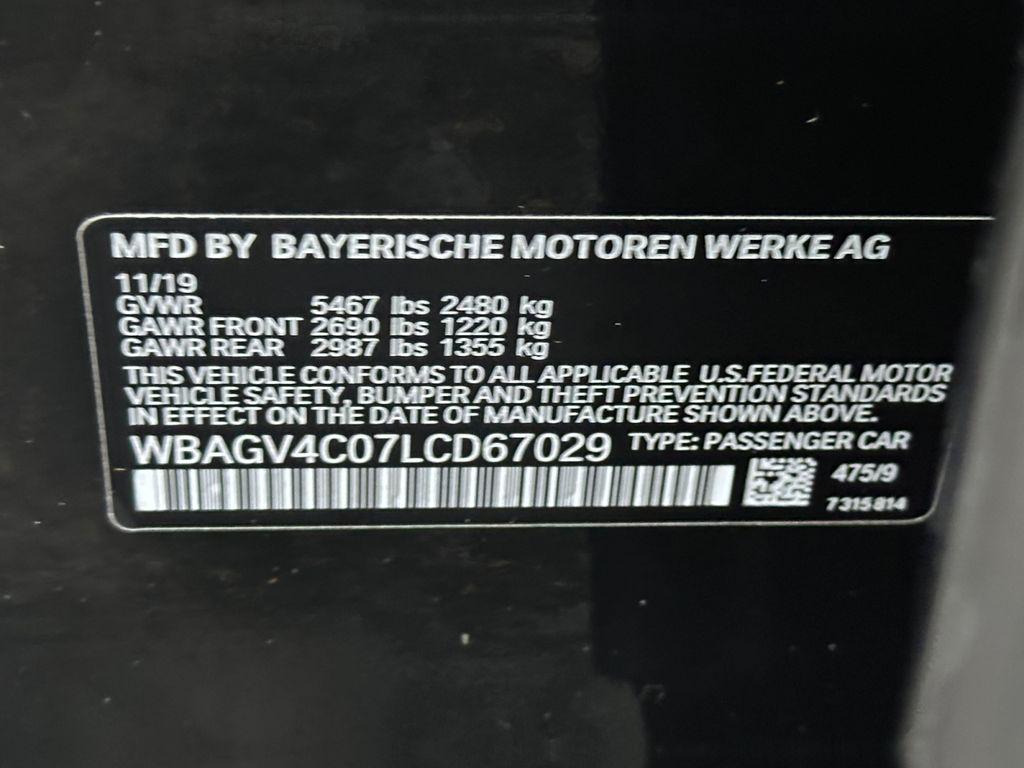 MFD BY BAYERISCHE MOTOREN WERKE AG
11/19
GVWR 5467 lbs 2480 kg
GAWR FRONT 2690 lbs 1220 kg
GAWR REAR 2987 lbs 1355 kg
THIS VEHICLE CONFORMS TO ALL APPLICABLE U.S.FEDERAL MOTOR
VEHICLE SAFETY, BUMPER AND THEFT PREVENTION STANDARDS
IN EFFECT ON THE DATE OF MANUFACTURE SHOWN ABOVE.
WBAGV4C07LCD67029 TYPE: PASSENGER CAR
475/9
7315814